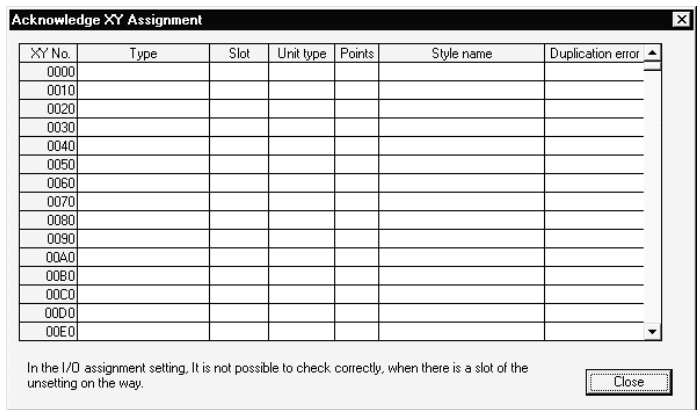 Acknowledge XY Assignment
XY No. Type Slot Unit type Points Style name Duplication error
0000
0010
0020
0030
0040
0050
0060
0070
0080
0090
00A0
00B0
00C0
00D0
00E0
In the I/O assignment setting, It is not possible to check correctly, when there is a slot of the
unsetting on the way.
Close